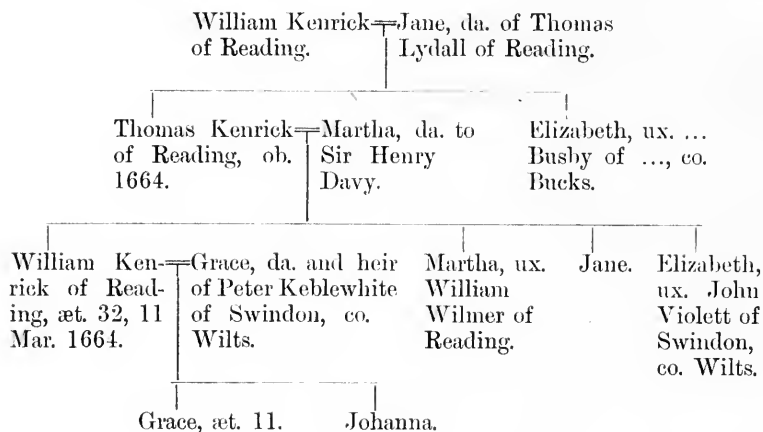 William Kenrick=Jane, da. of Thomas
of Reading. Lydall of Reading.
Thomas Kenrick=Martha, da. to
of Reading, ob. Sir Henry
1664. Davy.
Elizabeth, ux. ...
Busby of ..., co.
Bucks.
William Ken-
rick of Read-
ing, æt. 32, 11
Mar. 1664.
=Grace, da. and heir
of Peter Keblewhite
of Swindon, co.
Wilts.
Martha, ux.
William
Wilmer of
Reading.
Jane.
Elizabeth,
ux. John
Violett of
Swindon,
co. Wilts.
Grace, æt. 11.
Johanna.